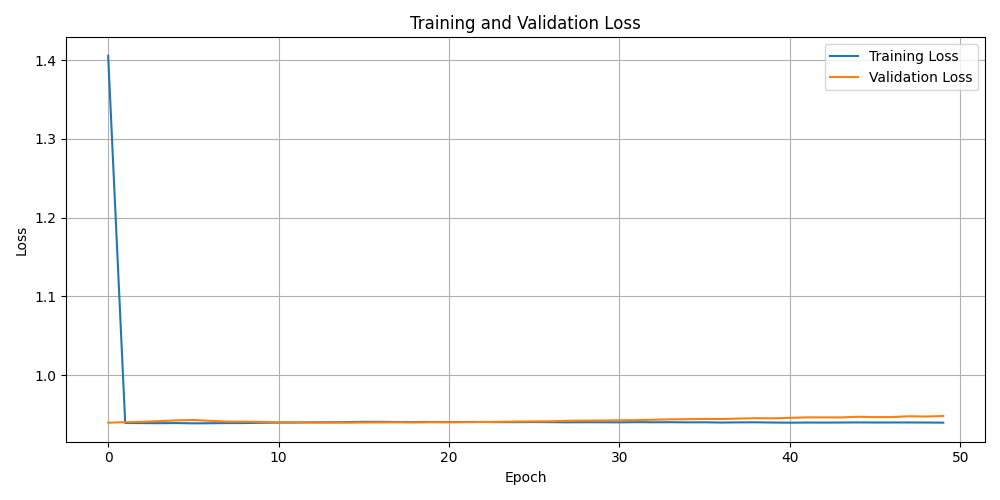 Training and Validation Loss
Training Loss
Validation Loss
1.4
1.3
1.2
1.1
1.0
Loss
0 10 20 30 40 50
Epoch